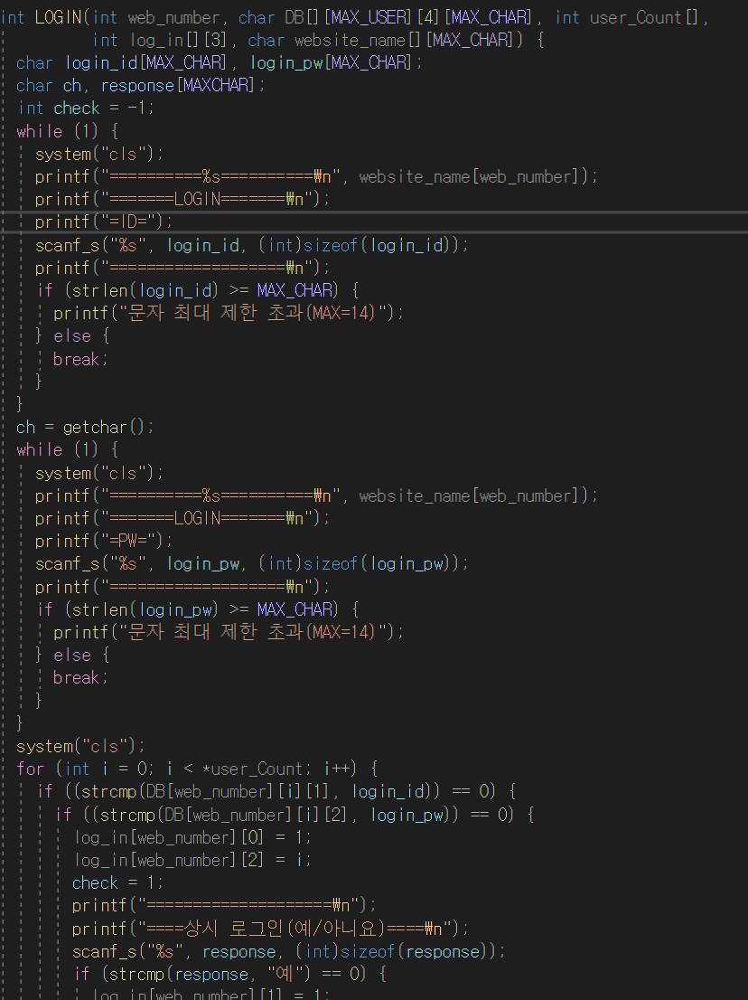 int LOGIN(int web_number, char DB[][MAX_USER][4][MAX_CHAR], int user_Count[],
int log_in[][3], char website_name[][MAX_CHAR]) {
char login_id[MAX_CHAR], login_pw[MAX_CHAR];
char ch, response[MAXCHAR];
int check = -1;
while (1) {
system("cls");
printf("==========%s==========₩n", website_name[web_number]);
printf("=======LOGIN=======₩n");
printf("=ID=");
scanf_s("%s", login_id, (int)sizeof(login_id));
printf("===================₩n");
if (strlen(login_id) >= MAX_CHAR) {
printf("문자 최대 제한 초과(MAX=14)");
} else {
break;
}
}
ch = getchar();
while (1) {
system("cls");
printf("==========%s==========₩n", website_name[web_number]);
printf("=======LOGIN=======₩n");
printf("=PW=");
scanf_s("%s", login_pw, (int)sizeof(login_pw));
printf("===================₩n");
if (strlen(login_pw) >= MAX_CHAR) {
printf("문자 최대 제한 초과(MAX=14)");
} else {
break;
}
}
system("cls");
for (int i = 0; i < *user_Count; i++) {
if ((strcmp(DB[web_number][i][1], login_id)) == 0) {
if ((strcmp(DB[web_number][i][2], login_pw)) == 0) {
log_in[web_number][0] = 1;
log_in[web_number][2] = i;
check = 1;
printf("====================₩n");
printf("====상시 로그인(예/아니요)====₩n");
scanf_s("%s", response, (int)sizeof(response));
if (strcmp(response, "예") == 0) {
log_in[web_number][1] = 1;